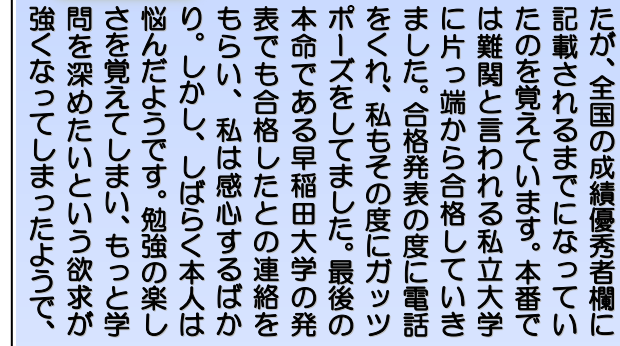 たが、全国の成績優秀者欄に
記載されるまでになってい
たのを覚えています。本番で
は難関と言われる私立大学
に片っ端から合格していき
ました。合格発表の度に電話
をくれ、私もその度にガッツ
ポーズをしてました。最後の
本命である早稲田大学の発
表でも合格したとの連絡を
もらい、私は感心するばか
り。しかし、しばらく本人は
悩んだようです。勉強の楽し
さを覚えてしまい、もっと学
問を深めたいという欲求が
強くなってしまったようで、